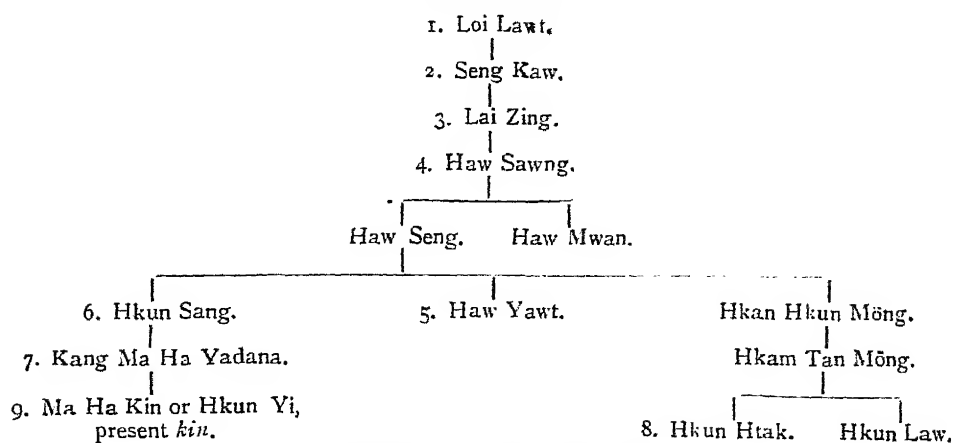 1. Loi Lawt.
2. Seng Kaw.
3. Lai Zing.
4. Haw Sawng.
Haw Seng. Haw Mwan.
6. Hkun Sang. 5. Haw Yawt. Hkan Hkun Möng.
7. Kang Ma Ha Yadana. Hkam Tan Möng.
9. Ma Ha Kin or Hkun Yi,
present kin. 8. Hkun Htak. Hkun Law.